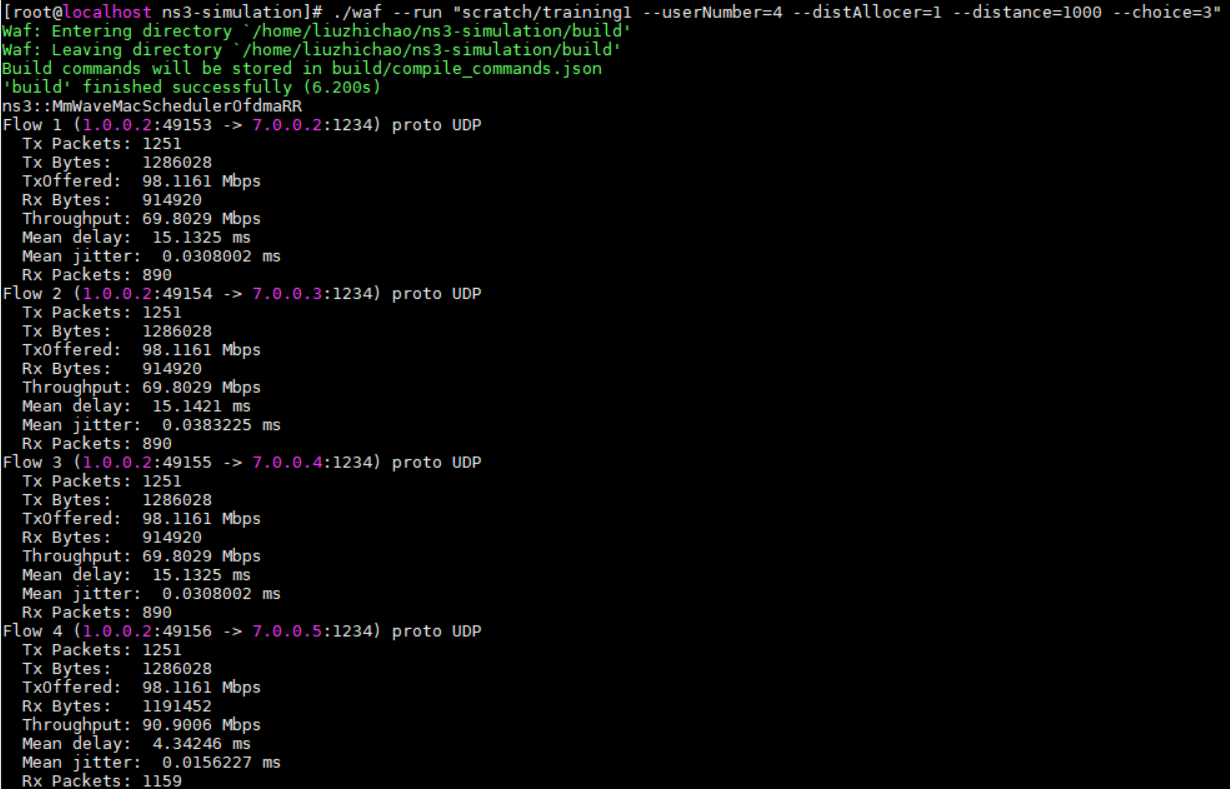 [root@localhost ns3-simulation]# ./waf --run "scratch/training1 --userNumber=4 --distAllocer=1 --distance=1000 --choice=3"
Waf: Entering directory `/home/liuzhichao/ns3-simulation/build'
Waf: Leaving directory `/home/liuzhichao/ns3-simulation/build'
Build commands will be stored in build/compile_commands.json
'build' finished successfully (6.200s)
ns3::MmWaveMacSchedulerOfdmaRR
Flow 1 (1.0.0.2:49153 -> 7.0.0.2:1234) proto UDP
  Tx Packets: 1251
  Tx Bytes:   1286028
  TxOffered:  98.1161 Mbps
  Rx Bytes:   914920
  Throughput: 69.8029 Mbps
  Mean delay:  15.1325 ms
  Mean jitter:  0.0308002 ms
  Rx Packets: 890
Flow 2 (1.0.0.2:49154 -> 7.0.0.3:1234) proto UDP
  Tx Packets: 1251
  Tx Bytes:   1286028
  TxOffered:  98.1161 Mbps
  Rx Bytes:   914920
  Throughput: 69.8029 Mbps
  Mean delay:  15.1421 ms
  Mean jitter:  0.0383225 ms
  Rx Packets: 890
Flow 3 (1.0.0.2:49155 -> 7.0.0.4:1234) proto UDP
  Tx Packets: 1251
  Tx Bytes:   1286028
  TxOffered:  98.1161 Mbps
  Rx Bytes:   914920
  Throughput: 69.8029 Mbps
  Mean delay:  15.1325 ms
  Mean jitter:  0.0308002 ms
  Rx Packets: 890
Flow 4 (1.0.0.2:49156 -> 7.0.0.5:1234) proto UDP
  Tx Packets: 1251
  Tx Bytes:   1286028
  TxOffered:  98.1161 Mbps
  Rx Bytes:   1191452
  Throughput: 90.9006 Mbps
  Mean delay:  4.34246 ms
  Mean jitter:  0.0156227 ms
  Rx Packets: 1159